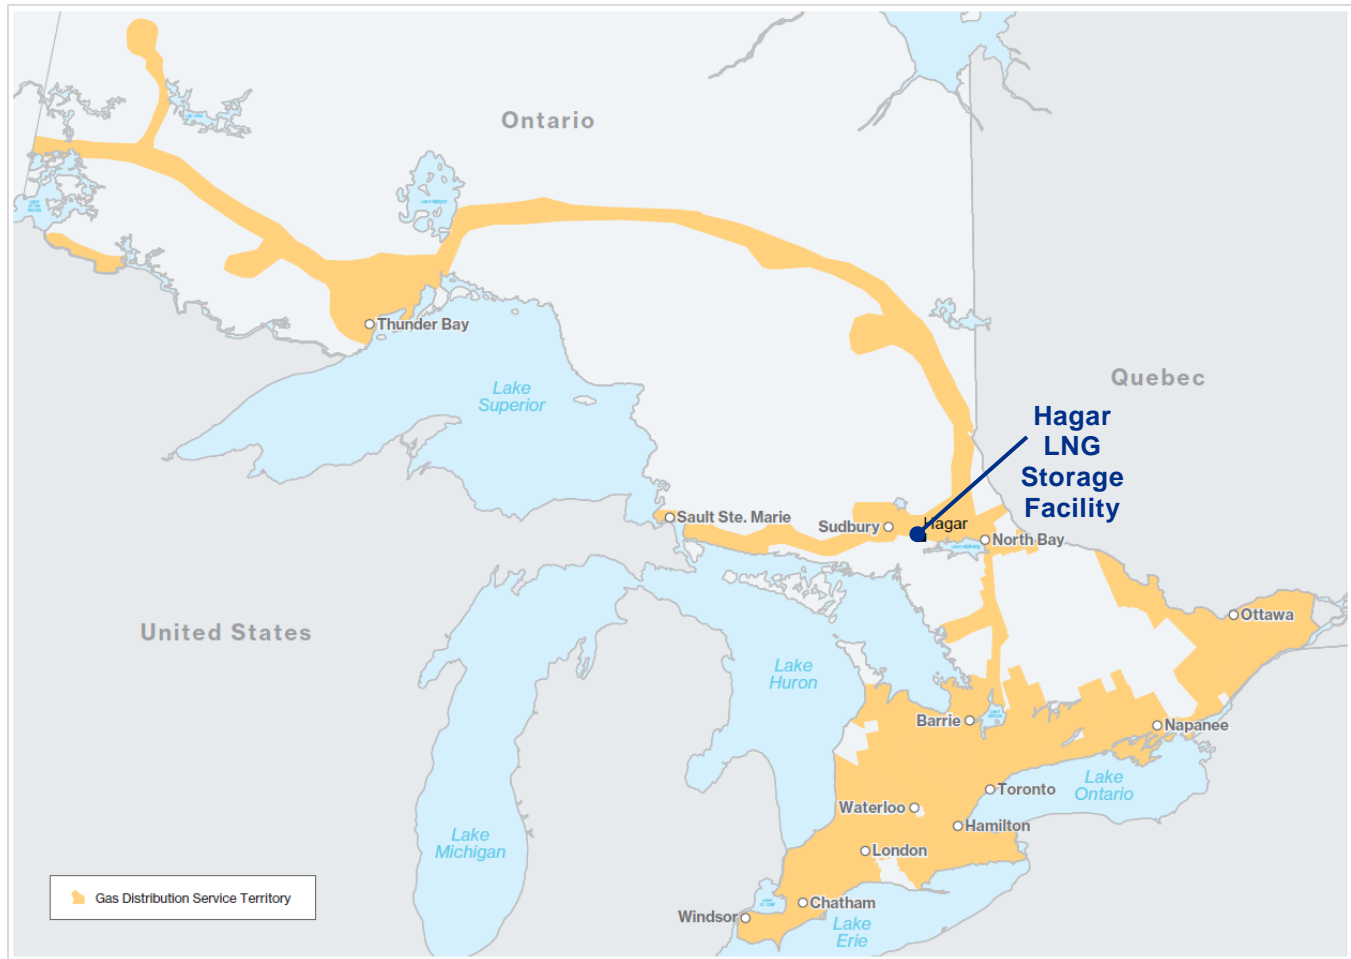 Ontario
Thunder Bay
Lake
Superior
Quebec
Hagar
LNG
Storage
Facility
Sault Ste. Marie
Sudbury
Hagar
North Bay
Ottawa
United States
Lake
Huron
Barrie
Napanee
Toronto
Lake
Ontario
Waterloo
Hamilton
Lake
Michigan
London
Gas Distribution Service Territory
Chatham
Windsor
Lake
Erie